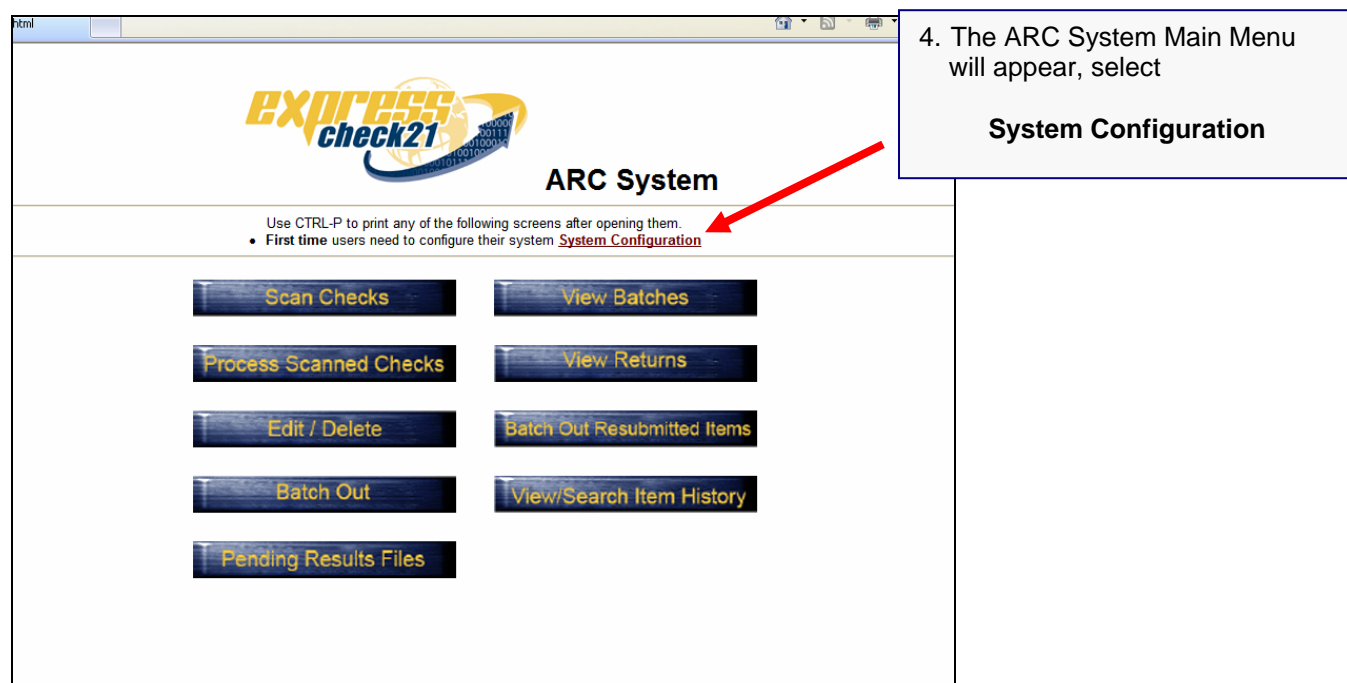 html
4. The ARC System Main Menu
will appear, select
System Configuration
express
check21
ARC System
Use CTRL-P to print any of the following screens after opening them.
• First time users need to configure their system System Configuration
Scan Checks
View Batches
Process Scanned Checks
View Returns
Edit / Delete
Batch Out Resubmitted Items
Batch Out
View/Search Item History
Pending Results Files